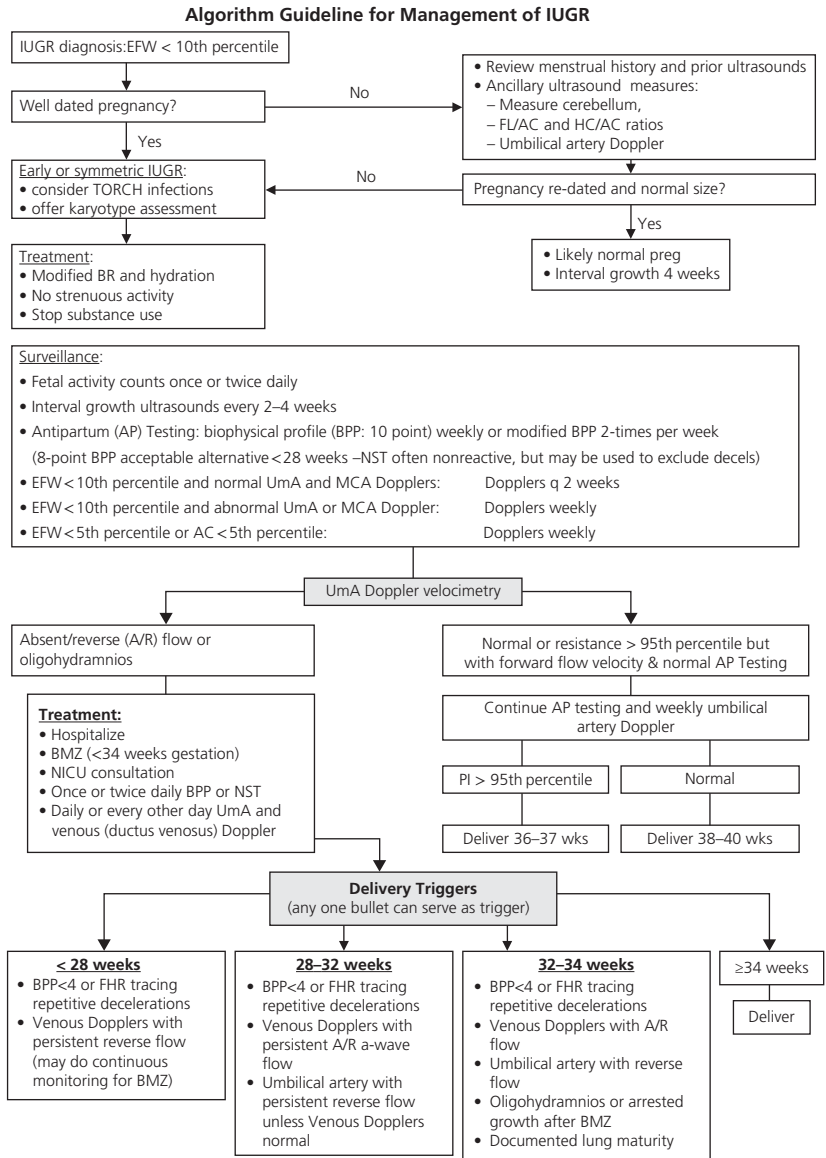 Algorithm Guideline for Management of IUGR
IUGR diagnosis:EFW < 10th percentile
Well dated pregnancy?
No
• Review menstrual history and prior ultrasounds
• Ancillary ultrasound measures:
– Measure cerebellum,
– FL/AC and HC/AC ratios
– Umbilical artery Doppler
Yes
Early or symmetric IUGR:
• consider TORCH infections
• offer karyotype assessment
No
Pregnancy re-dated and normal size?
Yes
• Likely normal preg
• Interval growth 4 weeks
Treatment:
• Modified BR and hydration
• No strenuous activity
• Stop substance use
Surveillance:
• Fetal activity counts once or twice daily
• Interval growth ultrasounds every 2–4 weeks
• Antipartum (AP) Testing: biophysical profile (BPP: 10 point) weekly or modified BPP 2-times per week
(8-point BPP acceptable alternative<28 weeks –NST often nonreactive, but may be used to exclude decels)
• EFW<10th percentile and normal UmA and MCA Dopplers: Dopplers q 2 weeks
• EFW<10th percentile and abnormal UmA or MCA Doppler: Dopplers weekly
• EFW<5th percentile or AC<5th percentile: Dopplers weekly
UmA Doppler velocimetry
Absent/reverse (A/R) flow or
oligohydramnios
Normal or resistance > 95th percentile but
with forward flow velocity & normal AP Testing
Treatment:
• Hospitalize
• BMZ (<34 weeks gestation)
• NICU consultation
• Once or twice daily BPP or NST
• Daily or every other day UmA and
venous (ductus venosus) Doppler
Continue AP testing and weekly umbilical
artery Doppler
PI > 95th percentile
Normal
Deliver 36–37 wks
Deliver 38–40 wks
Delivery Triggers
(any one bullet can serve as trigger)
< 28 weeks
• BPP<4 or FHR tracing
repetitive decelerations
• Venous Dopplers with
persistent reverse flow
(may do continuous
monitoring for BMZ)
28–32 weeks
• BPP<4 or FHR tracing
repetitive decelerations
• Venous Dopplers with
persistent A/R a-wave
flow
• Umbilical artery with
persistent reverse flow
unless Venous Dopplers
normal
32–34 weeks
• BPP<4 or FHR tracing
repetitive decelerations
• Venous Dopplers with A/R
flow
• Umbilical artery with reverse
flow
• Oligohydramnios or arrested
growth after BMZ
• Documented lung maturity
≥34 weeks
Deliver